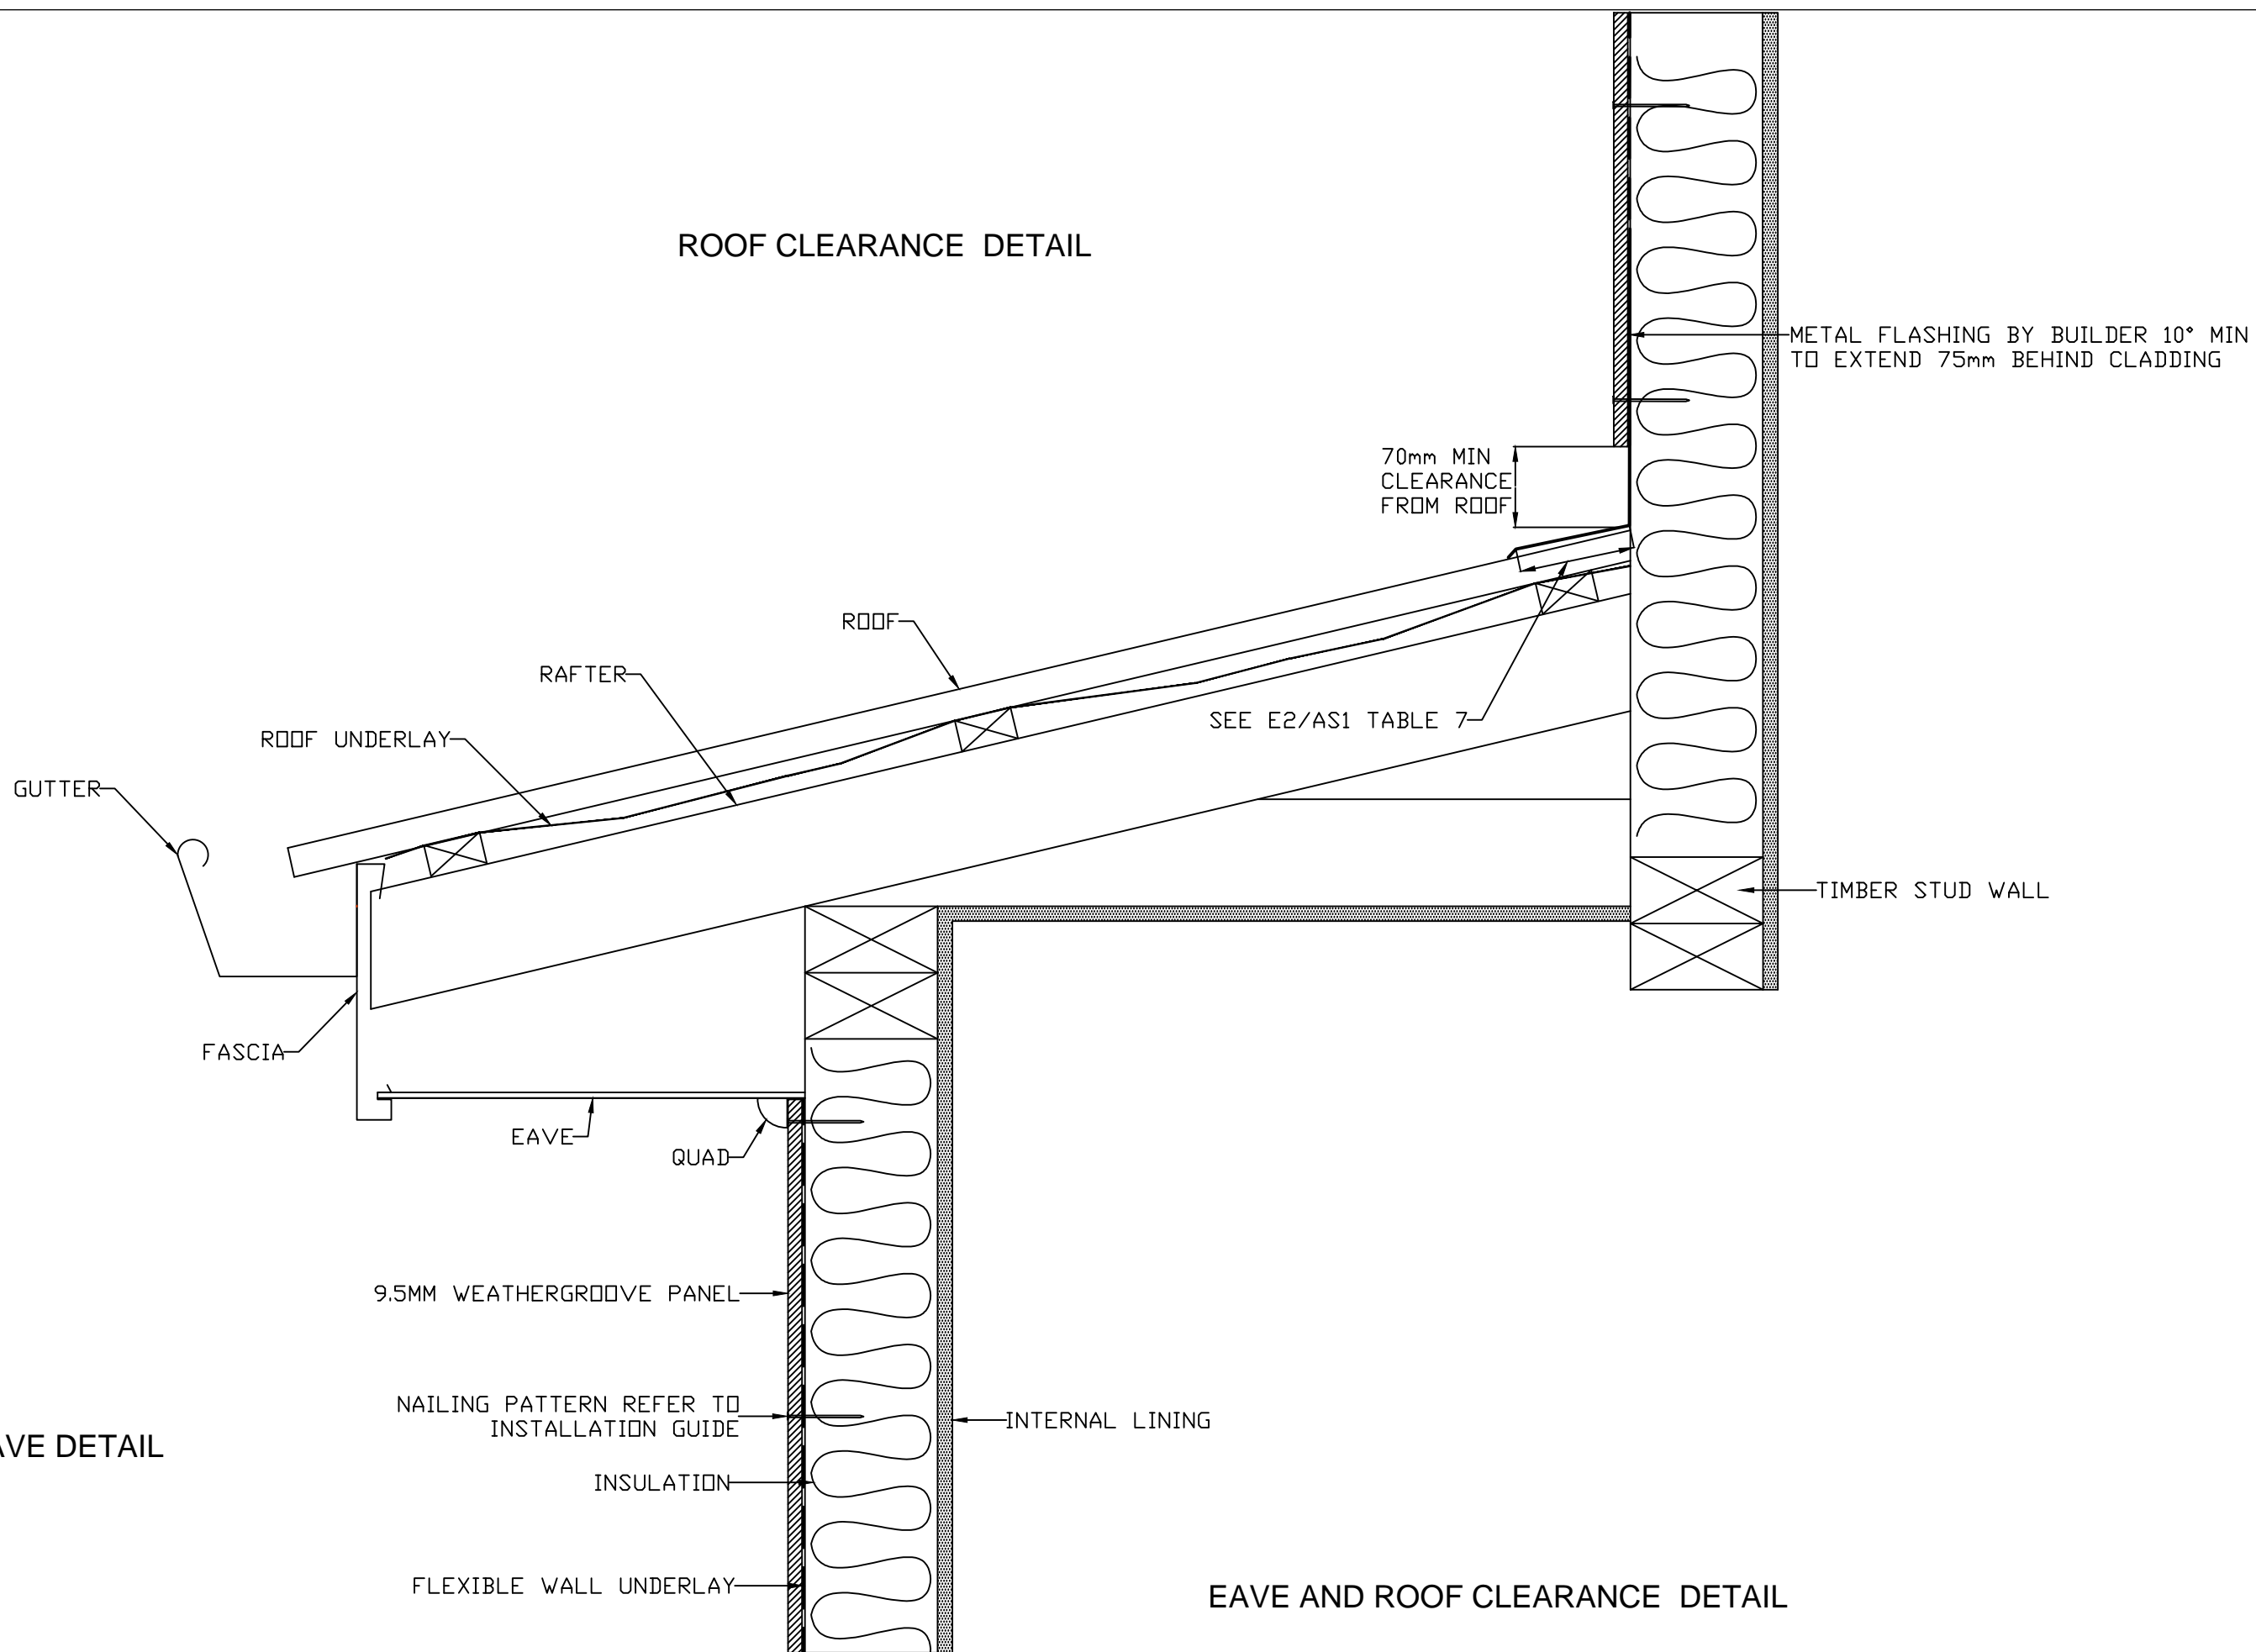 ROOF CLEARANCE DETAIL
METAL FLASHING BY BUILDER 10° MIN
TO EXTEND 75mm BEHIND CLADDING
70mm MIN
CLEARANCE
FROM ROOF
ROOF
RAFTER
SEE E2/AS1 TABLE 7
ROOF UNDERLAY
GUTTER
TIMBER STUD WALL
FASCIA
EAVE
QUAD
9.5MM WEATHERGROOVE PANEL
NAILING PATTERN REFER TO
INSTALLATION GUIDE
INTERNAL LINING
DETAIL
INSULATION
FLEXIBLE WALL UNDERLAY
EAVE AND ROOF CLEARANCE DETAIL